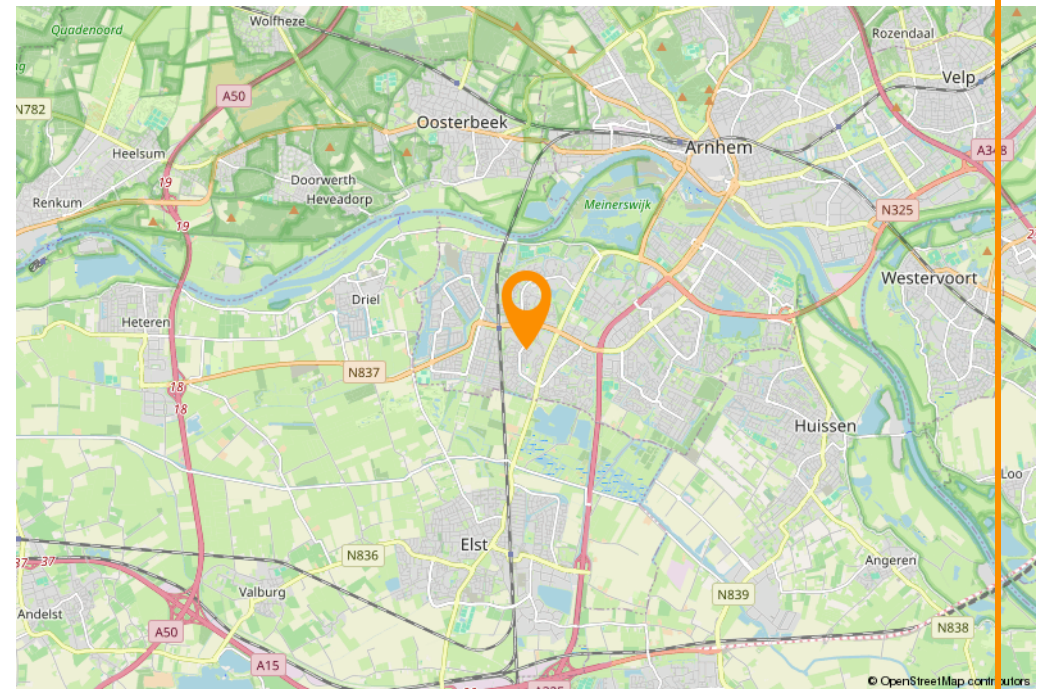 Wolfheze
Quadenoord
Rozendaal
Velp
A50
N782
Oosterbeek
Arnhem
A348
Heelsum
Doorwerth
19
Heveadorp
Renkum
Meinerswijk
N325
19
Westervoort
Driel
Heteren
N837
18
18
Huissen
Loo
Elst
N836
37
37
Angeren
Valburg
N839
Andelst
A50
N838
A15
© OpenStreetMap contributors